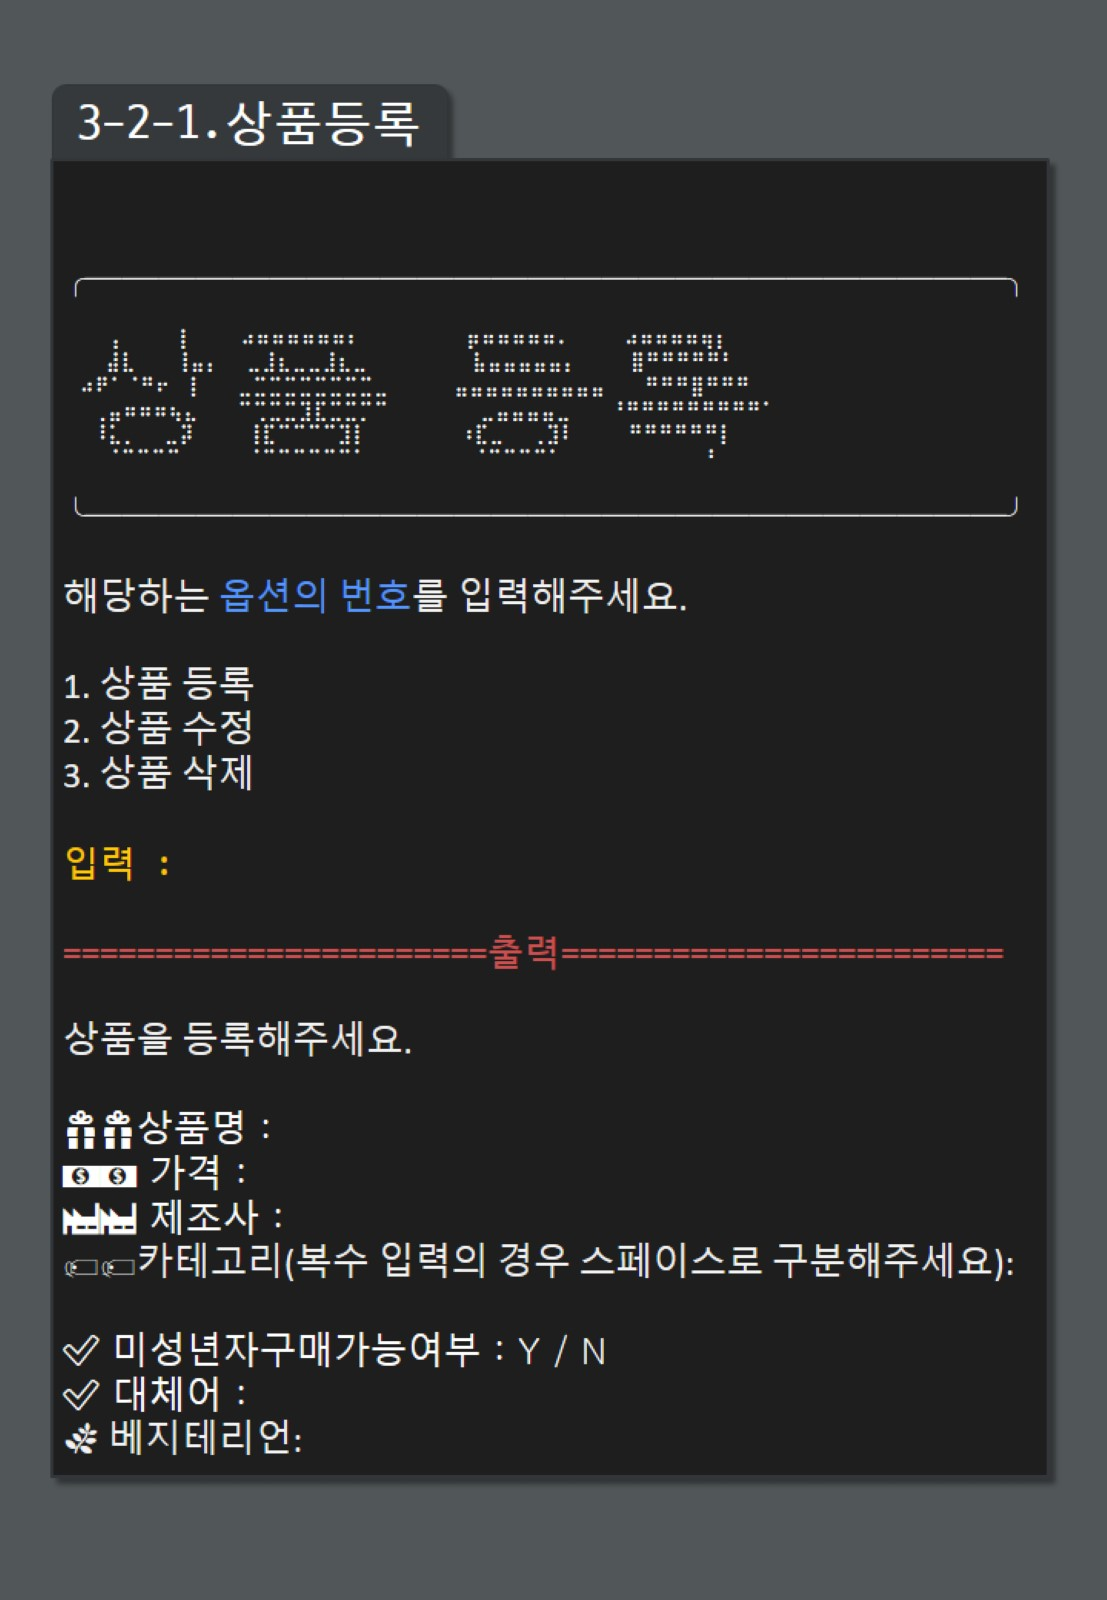 3-2-1.상품등록
상품 등록
해당하는 옵션의 번호를 입력해주세요.
1. 상품 등록
2. 상품 수정
3. 상품 삭제
입력 :
=======================출력========================
상품을 등록해주세요.
상품명 :
가격 :
제조사 :
카테고리(복수 입력의 경우 스페이스로 구분해주세요):
미성년자구매가능여부 : Y / N
대체어 :
베지테리언: